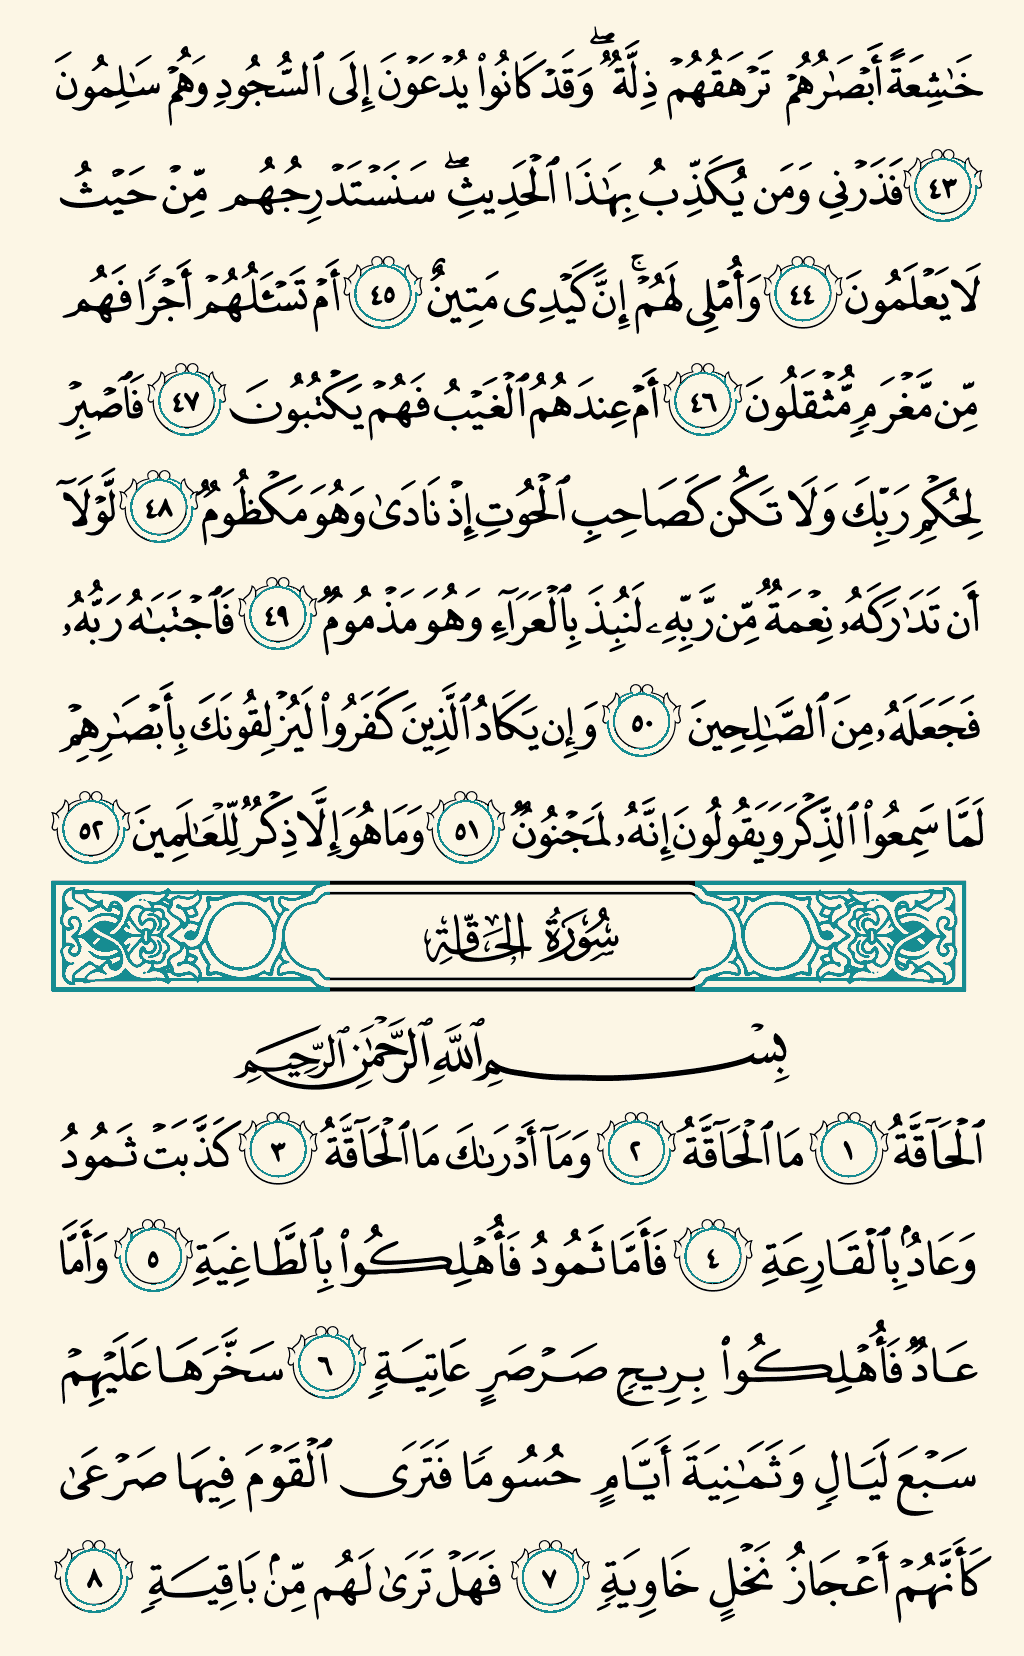 خَٰشِعَةً أَبْصَٰرُهُمْ تَرْهَقُهُمْ ذِلَّةٌ ۖ وَقَدْ كَانُوا۟ يُدْعَوْنَ إِلَى ٱلسُّجُودِ وَهُمْ سَٰلِمُونَ
٤٣ فَذَرْنِى وَمَن يُكَذِّبُ بِهَٰذَا ٱلْحَدِيثِ ۖ سَنَسْتَدْرِجُهُم مِّنْ حَيْثُ
لَا يَعْلَمُونَ ٤٤ وَأُمْلِى لَهُمْ ۚ إِنَّ كَيْدِى مَتِينٌ ٤٥ أَمْ تَسْـَٔلُهُمْ أَجْرًا فَهُم
مِّن مَّغْرَمٍ مُّثْقَلُونَ ٤٦ أَمْ عِندَهُمُ ٱلْغَيْبُ فَهُمْ يَكْتُبُونَ ٤٧ فَٱصْبِرْ
لِحُكْمِ رَبِّكَ وَلَا تَكُن كَصَاحِبِ ٱلْحُوتِ إِذْ نَادَىٰ وَهُوَ مَكْظُومٌ ٤٨ لَّوْلَآ
أَن تَدَٰرَكَهُۥ نِعْمَةٌ مِّن رَّبِّهِۦ لَنُبِذَ بِٱلْعَرَآءِ وَهُوَ مَذْمُومٌ ٤٩ فَٱجْتَبَٰهُ رَبُّهُۥ
فَجَعَلَهُۥ مِنَ ٱلصَّٰلِحِينَ ٥٠ وَإِن يَكَادُ ٱلَّذِينَ كَفَرُوا۟ لَيُزْلِقُونَكَ بِأَبْصَٰرِهِمْ
لَمَّا سَمِعُوا۟ ٱلذِّكْرَ وَيَقُولُونَ إِنَّهُۥ لَمَجْنُونٌ ٥١ وَمَا هُوَ إِلَّا ذِكْرٌ لِّلْعَٰلَمِينَ ٥٢
سُورَةُ الحَاقَّةِ
بِسْمِ ٱللَّهِ ٱلرَّحْمَٰنِ ٱلرَّحِيمِ
ٱلْحَآقَّةُ ١ مَا ٱلْحَآقَّةُ ٢ وَمَآ أَدْرَىٰكَ مَا ٱلْحَآقَّةُ ٣ كَذَّبَتْ ثَمُودُ
وَعَادُۢ بِٱلْقَارِعَةِ ٤ فَأَمَّا ثَمُودُ فَأُهْلِكُوا۟ بِٱلطَّاغِيَةِ ٥ وَأَمَّا
عَادٌ فَأُهْلِكُوا۟ بِرِيحٍ صَرْصَرٍ عَاتِيَةٍ ٦ سَخَّرَهَا عَلَيْهِمْ
سَبْعَ لَيَالٍ وَثَمَٰنِيَةَ أَيَّامٍ حُسُومًا فَتَرَى ٱلْقَوْمَ فِيهَا صَرْعَىٰ
كَأَنَّهُمْ أَعْجَازُ نَخْلٍ خَاوِيَةٍ ٧ فَهَلْ تَرَىٰ لَهُم مِّنۢ بَاقِيَةٍ ٨